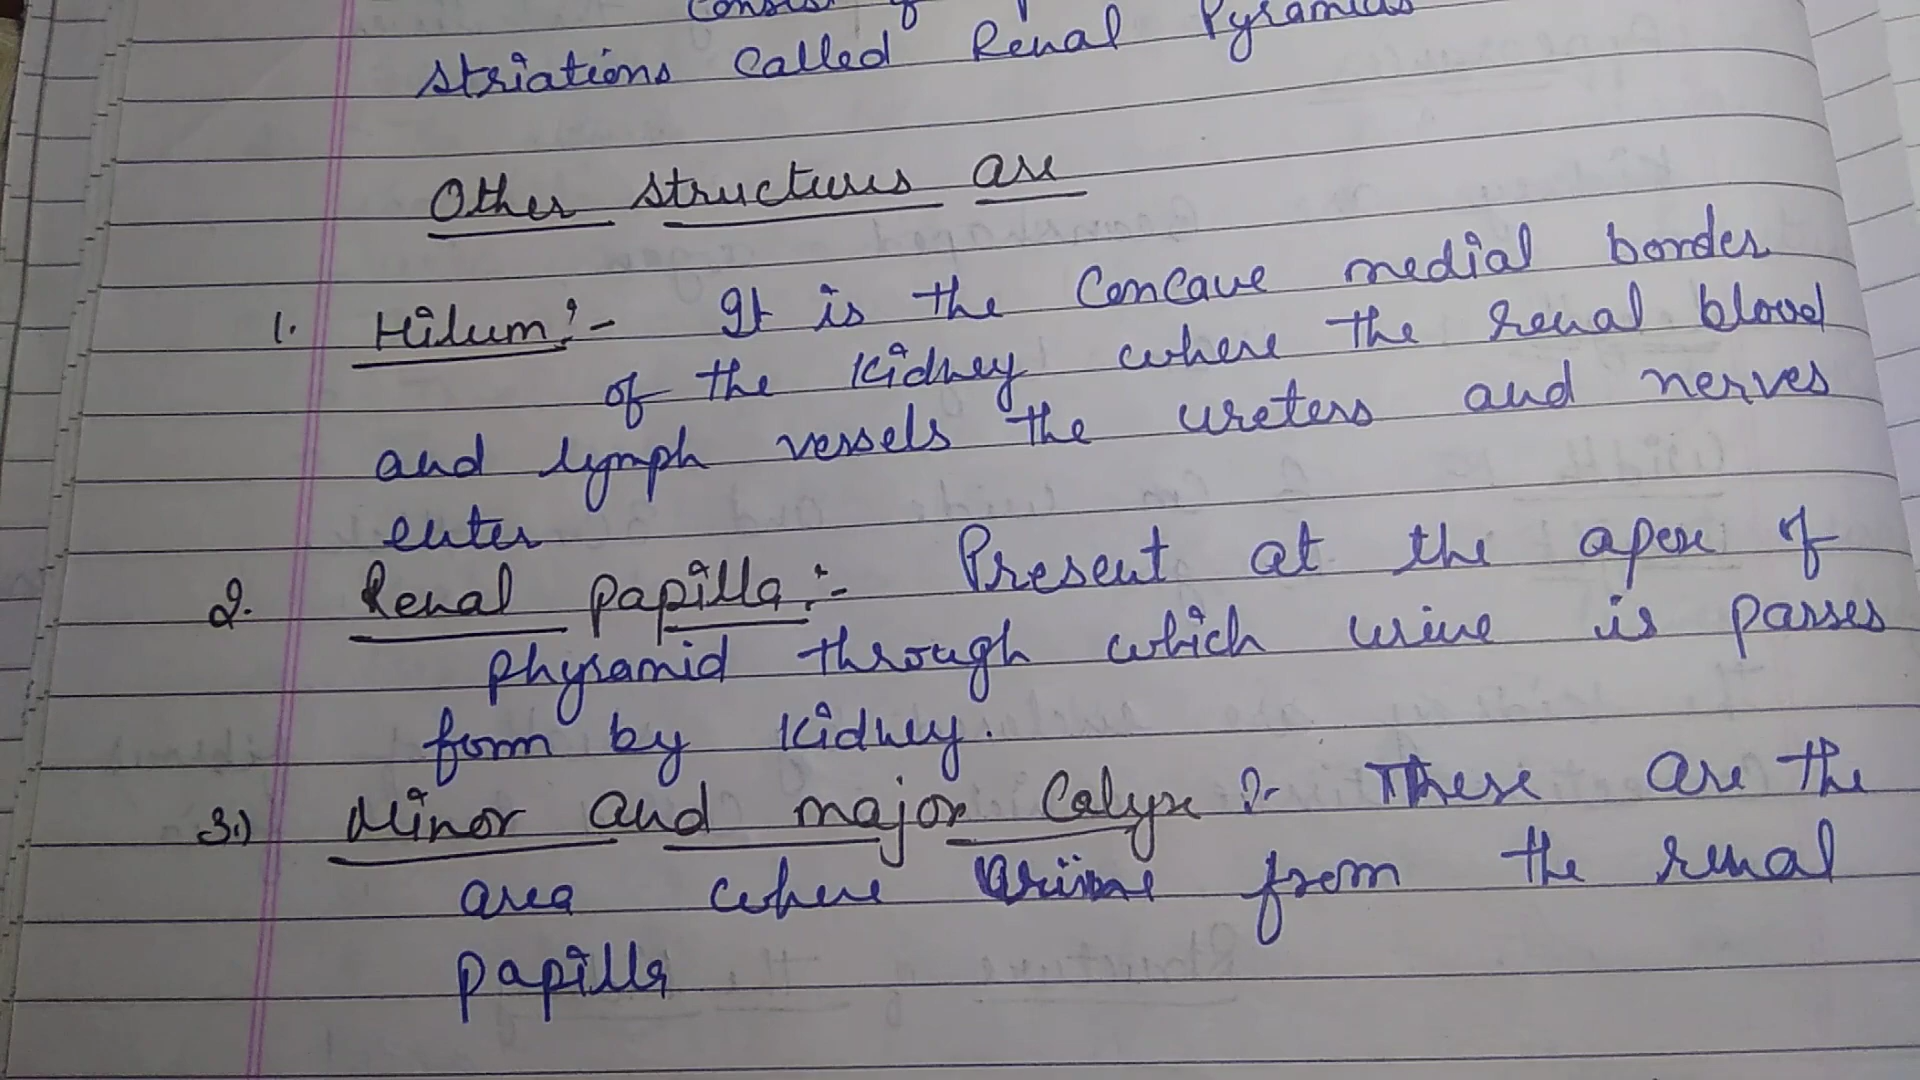 striations Called Renal Pyramids
Other structures are
1. Hilum:- It is the Concave medial border
of the kidney where the renal blood
and lymph vessels the ureters and nerves
enter
2. Renal papilla:- Present at the apex of
phyramid through which urine is passes
form by kidney.
3.) Minor and major Calyx :- These are the
area where urine from the renal
papilla